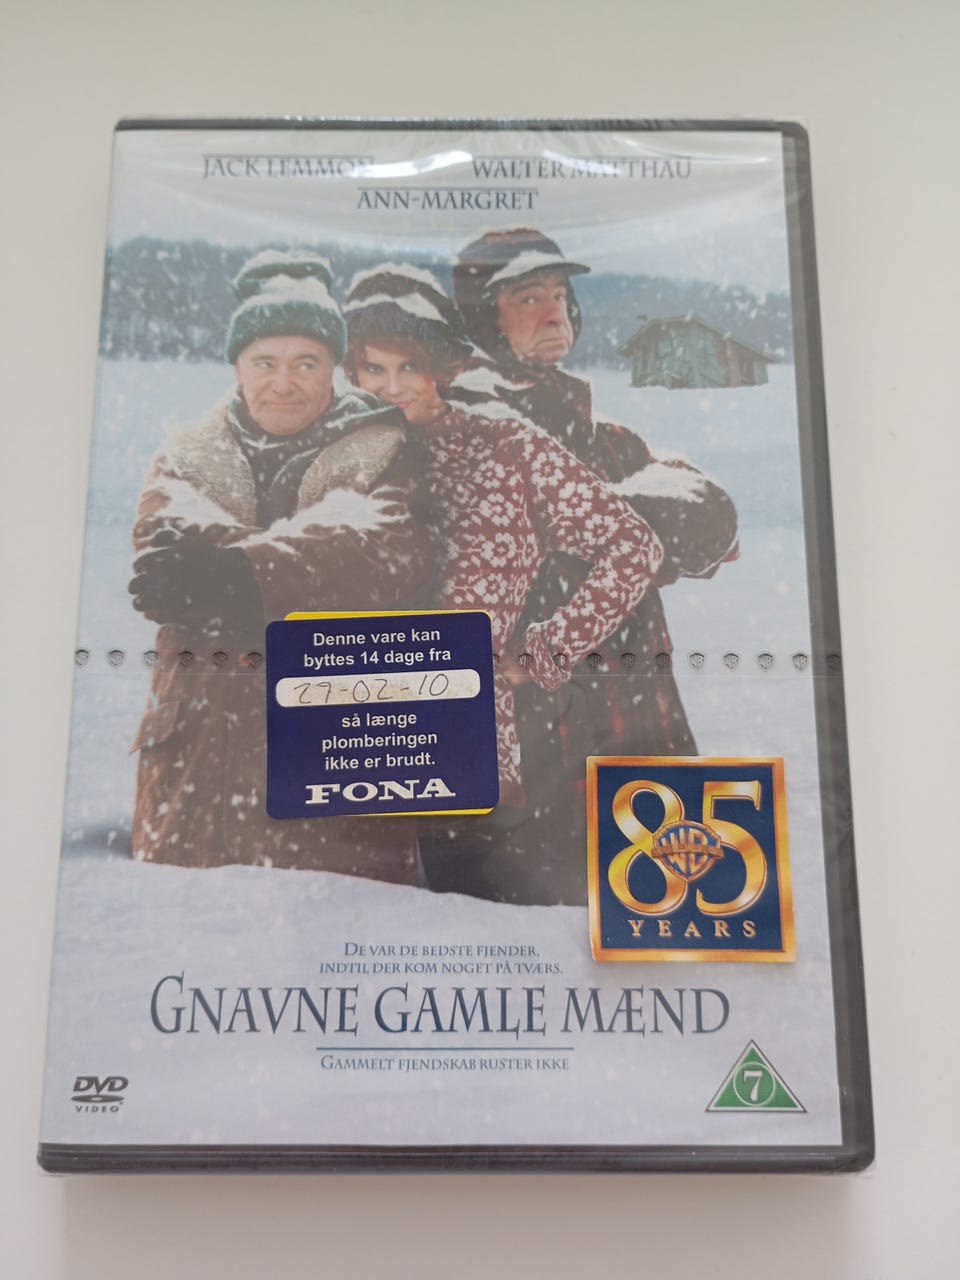 JACK LEMMON WALTER MATTHAU
ANN-MARGRET
Denne vare kan
byttes 14 dage fra
27-02-10
så længe
plomberingen
ikke er brudt.
FONA
85
WB
YEARS
DE VAR DE BEDSTE FJENDER,
INDTIL DER KOM NOGET PÅ TVÆRS.
GNAVNE GAMLE MÆND
GAMMELT FJENDSKAB RUSTER IKKE
DVD
VIDEO
7